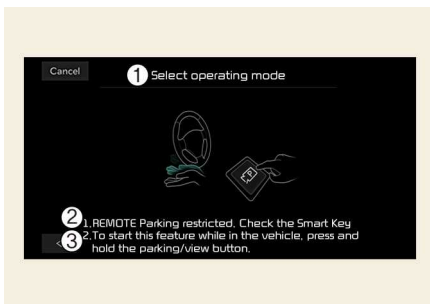 Cancel
1 Select operating mode
P
2 1.REMOTE Parking restricted. Check the Smart Key
3 2.To start this feature while in the vehicle, press and
hold the parking/view button.